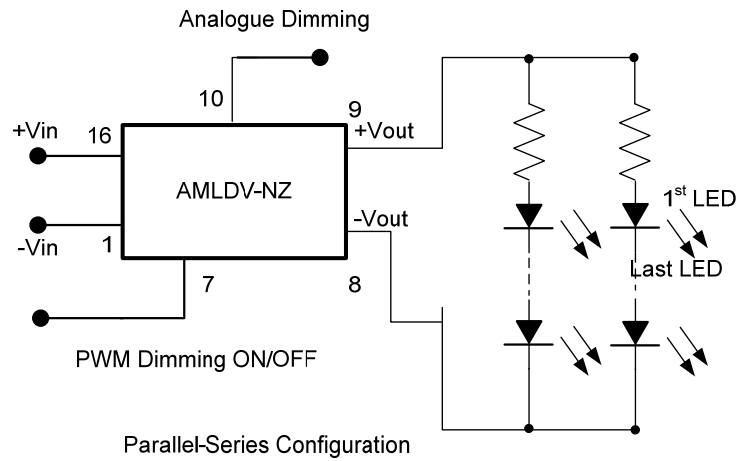 Analogue Dimming
10
9
+Vin
16
+Vout
AMLDV-NZ
1st LED
-Vout
-Vin
1
Last LED
7
8
PWM Dimming ON/OFF
Parallel-Series Configuration